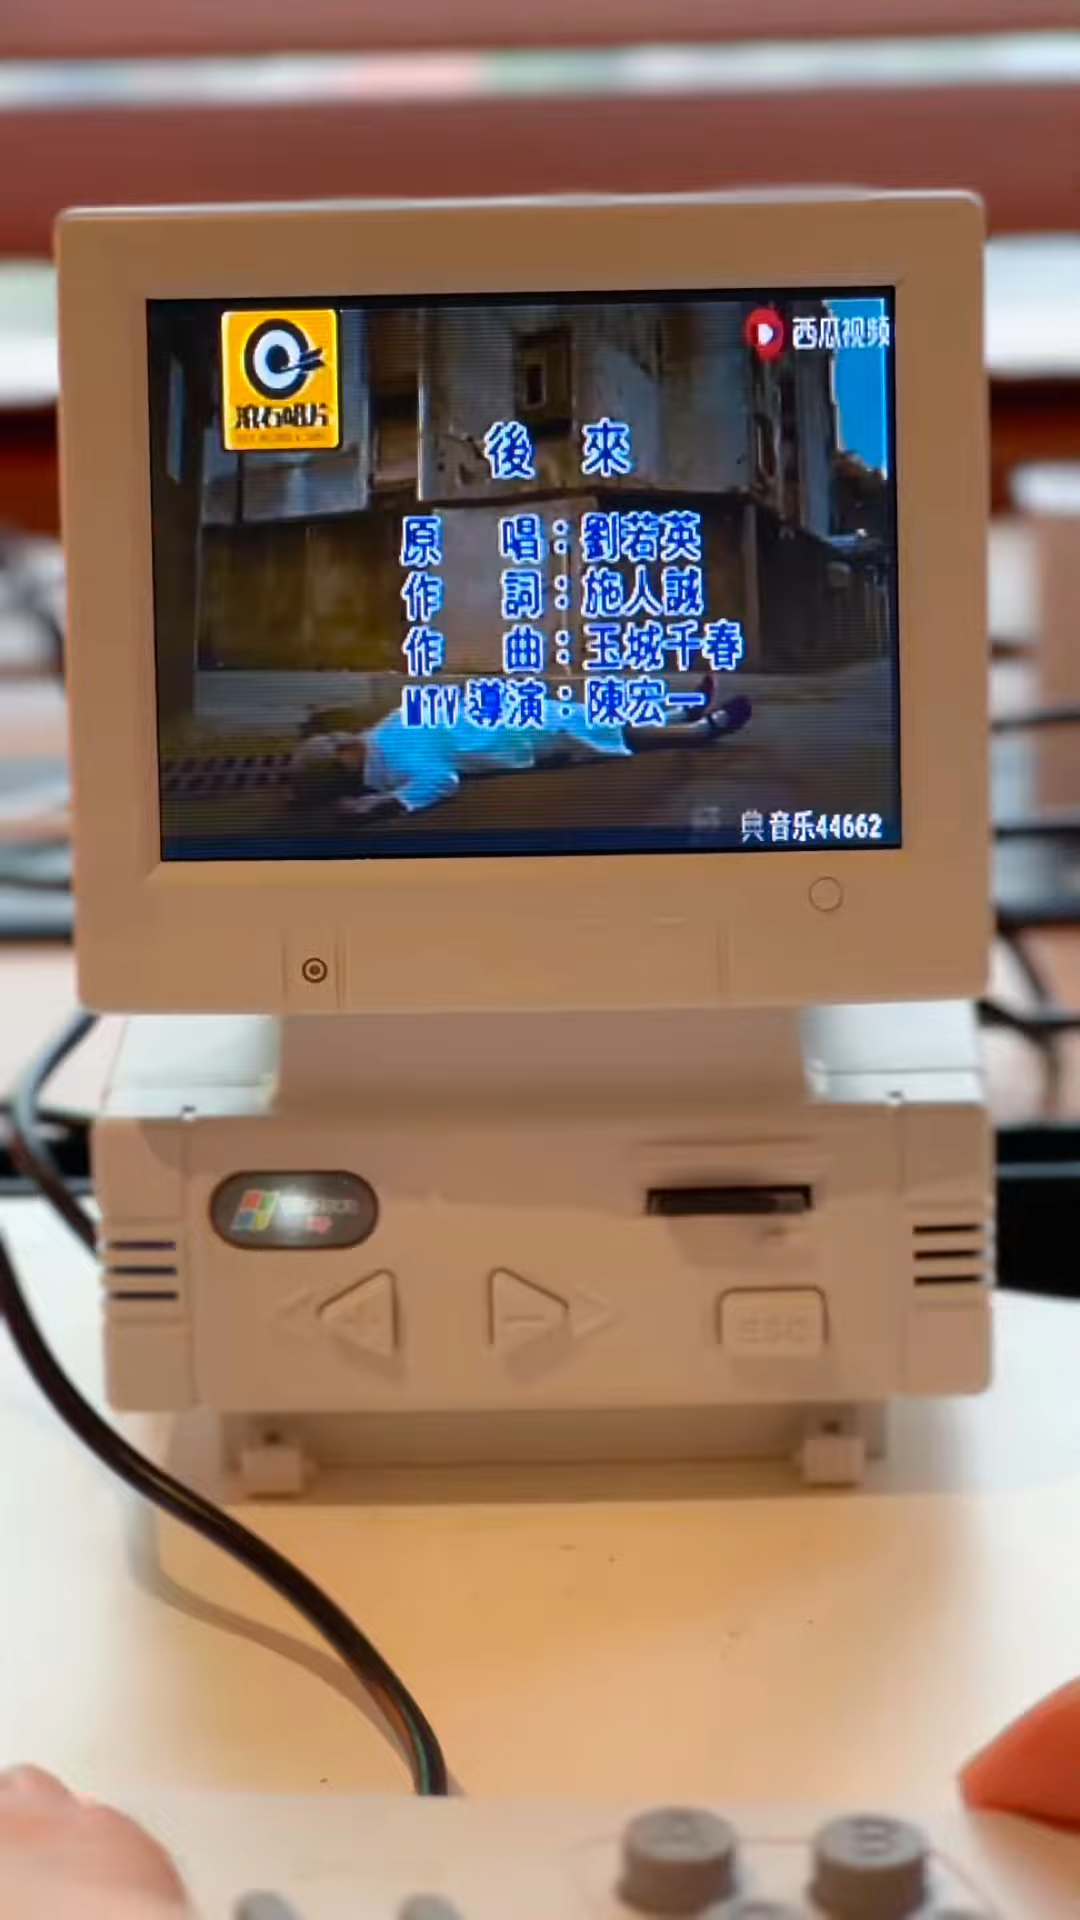 滾石唱片
西瓜视频
後 來
原 唱：劉若英
作 詞：施人誠
作 曲：玉城千春
MTV導演：陳宏一
典音乐44662
ESC
A B